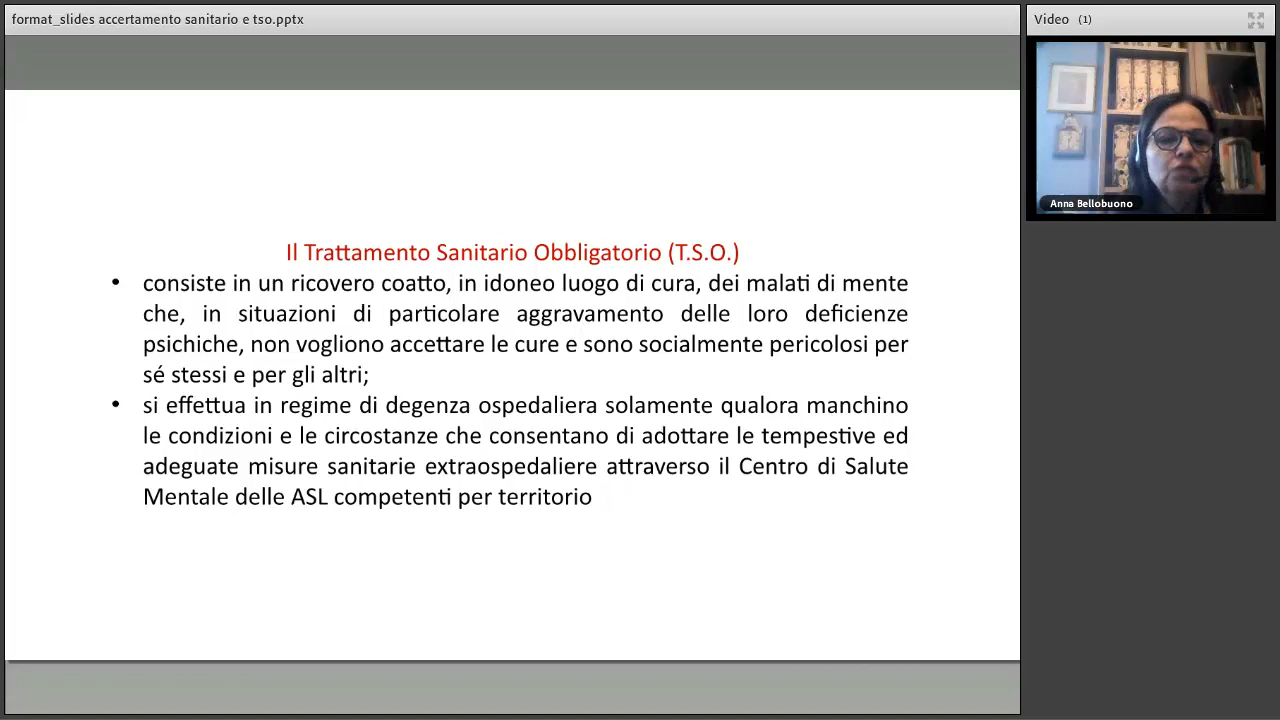 format_slides accertamento sanitario e tso.pptx
Video (1)
Anna Bellobuono
Il Trattamento Sanitario Obbligatorio (T.S.O.)
• consiste in un ricovero coatto, in idoneo luogo di cura, dei malati di mente
che, in situazioni di particolare aggravamento delle loro deficienze
psichiche, non vogliono accettare le cure e sono socialmente pericolosi per
sé stessi e per gli altri;
• si effettua in regime di degenza ospedaliera solamente qualora manchino
le condizioni e le circostanze che consentano di adottare le tempestive ed
adeguate misure sanitarie extraospedaliere attraverso il Centro di Salute
Mentale delle ASL competenti per territorio